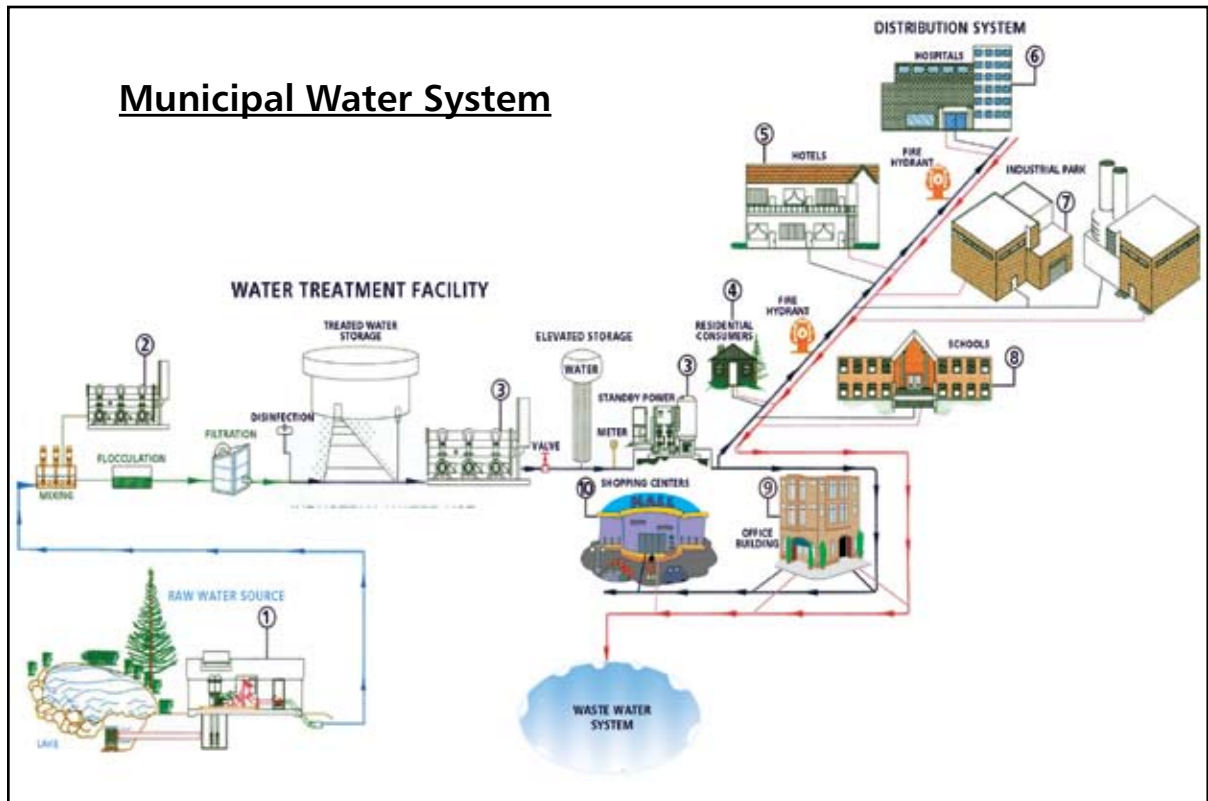 Municipal Water System
DISTRIBUTION SYSTEM
HOSPITALS
⑥
⑤
HOTELS
FIRE
HYDRANT
INDUSTRIAL PARK
⑦
WATER TREATMENT FACILITY
④
RESIDENTIAL
CONSUMERS
FIRE
HYDRANT
SCHOOLS
⑧
②
TREATED WATER
STORAGE
ELEVATED STORAGE
WATER
③
STANDBY POWER
③
DISINFECTION
FILTRATION
METER
VALVE
FLOCCULATION
MIXING
⑩
SHOPPING CENTERS
MALL
⑨
OFFICE
BUILDING
RAW WATER SOURCE
①
LAKE
WASTE WATER
SYSTEM